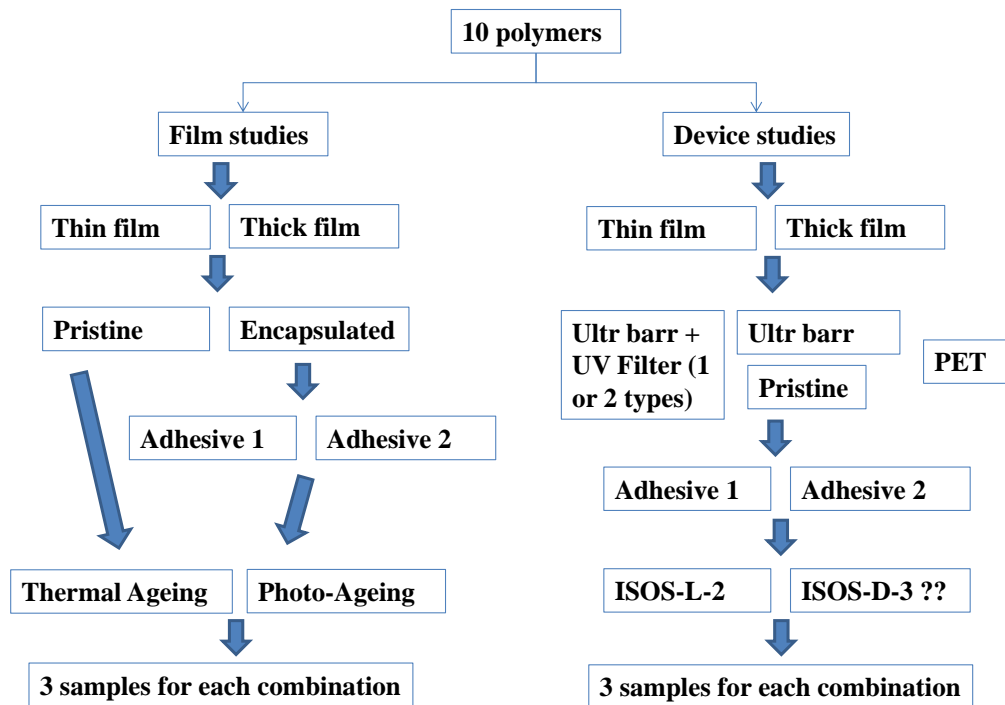 10 polymers
Film studies
Device studies
Thin film
Thick film
Thin film
Thick film
Pristine
Encapsulated
Ultr barr +
UV Filter (1
or 2 types)
Ultr barr
Pristine
PET
Adhesive 1
Adhesive 2
Adhesive 1
Adhesive 2
Thermal Ageing
Photo-Ageing
ISOS-L-2
ISOS-D-3 ??
3 samples for each combination
3 samples for each combination